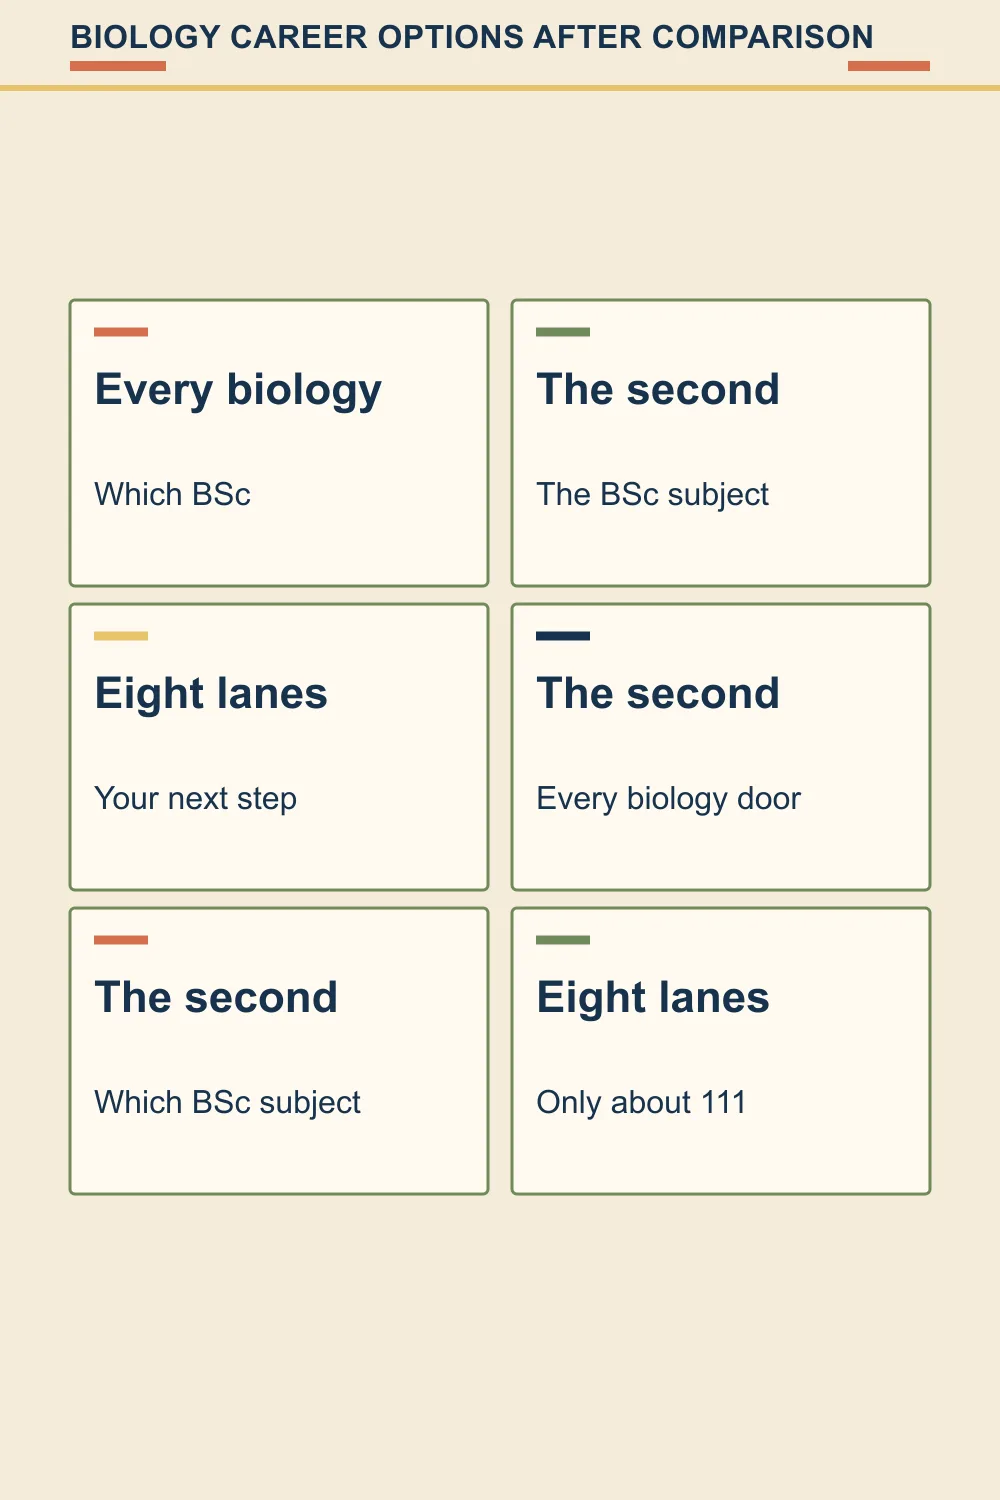 BIOLOGY CAREER OPTIONS AFTER COMPARISON
Every biology
Which BSc
The second
The BSc subject
Eight lanes
Your next step
The second
Every biology door
The second
Which BSc subject
Eight lanes
Only about 111